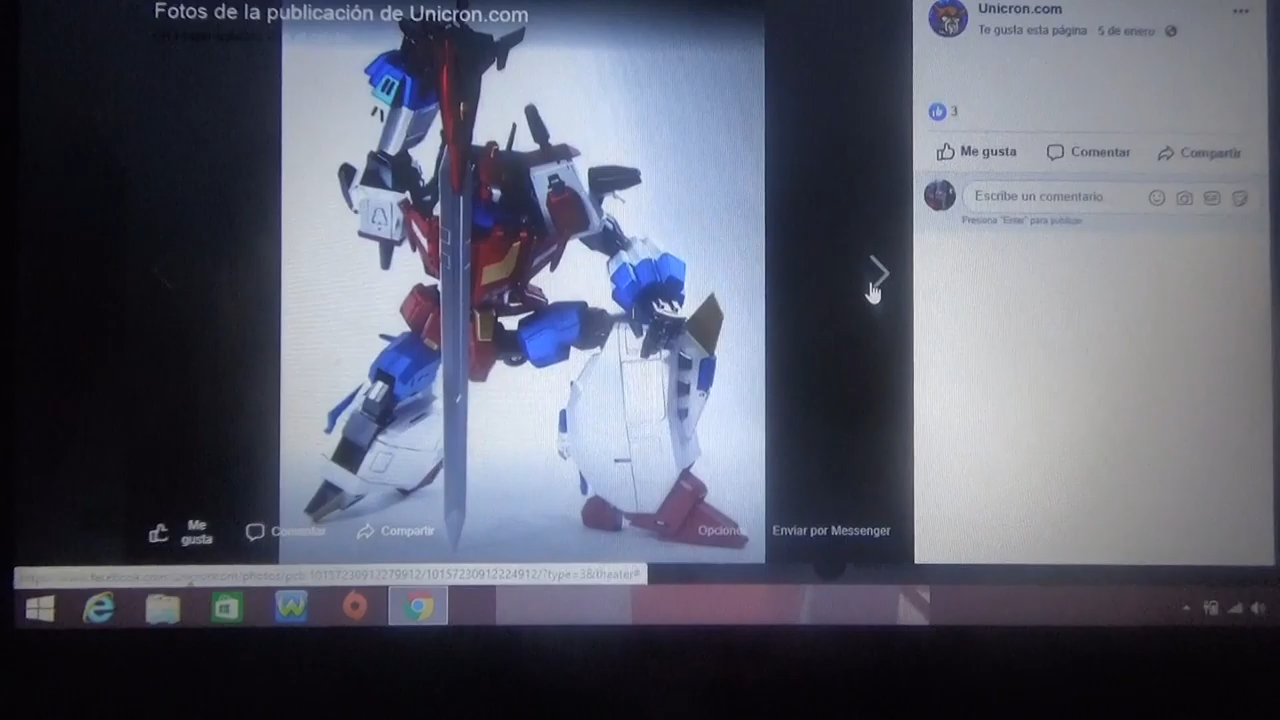 Fotos de la publicación de Unicron.com
Unicron.com
Te gusta esta página 5 de enero
3
Me gusta Comentar Compartir
Escribe un comentario
Presiona "Enter" para publicar
Me gusta
Comentar Compartir
Opciones Enviar por Messenger